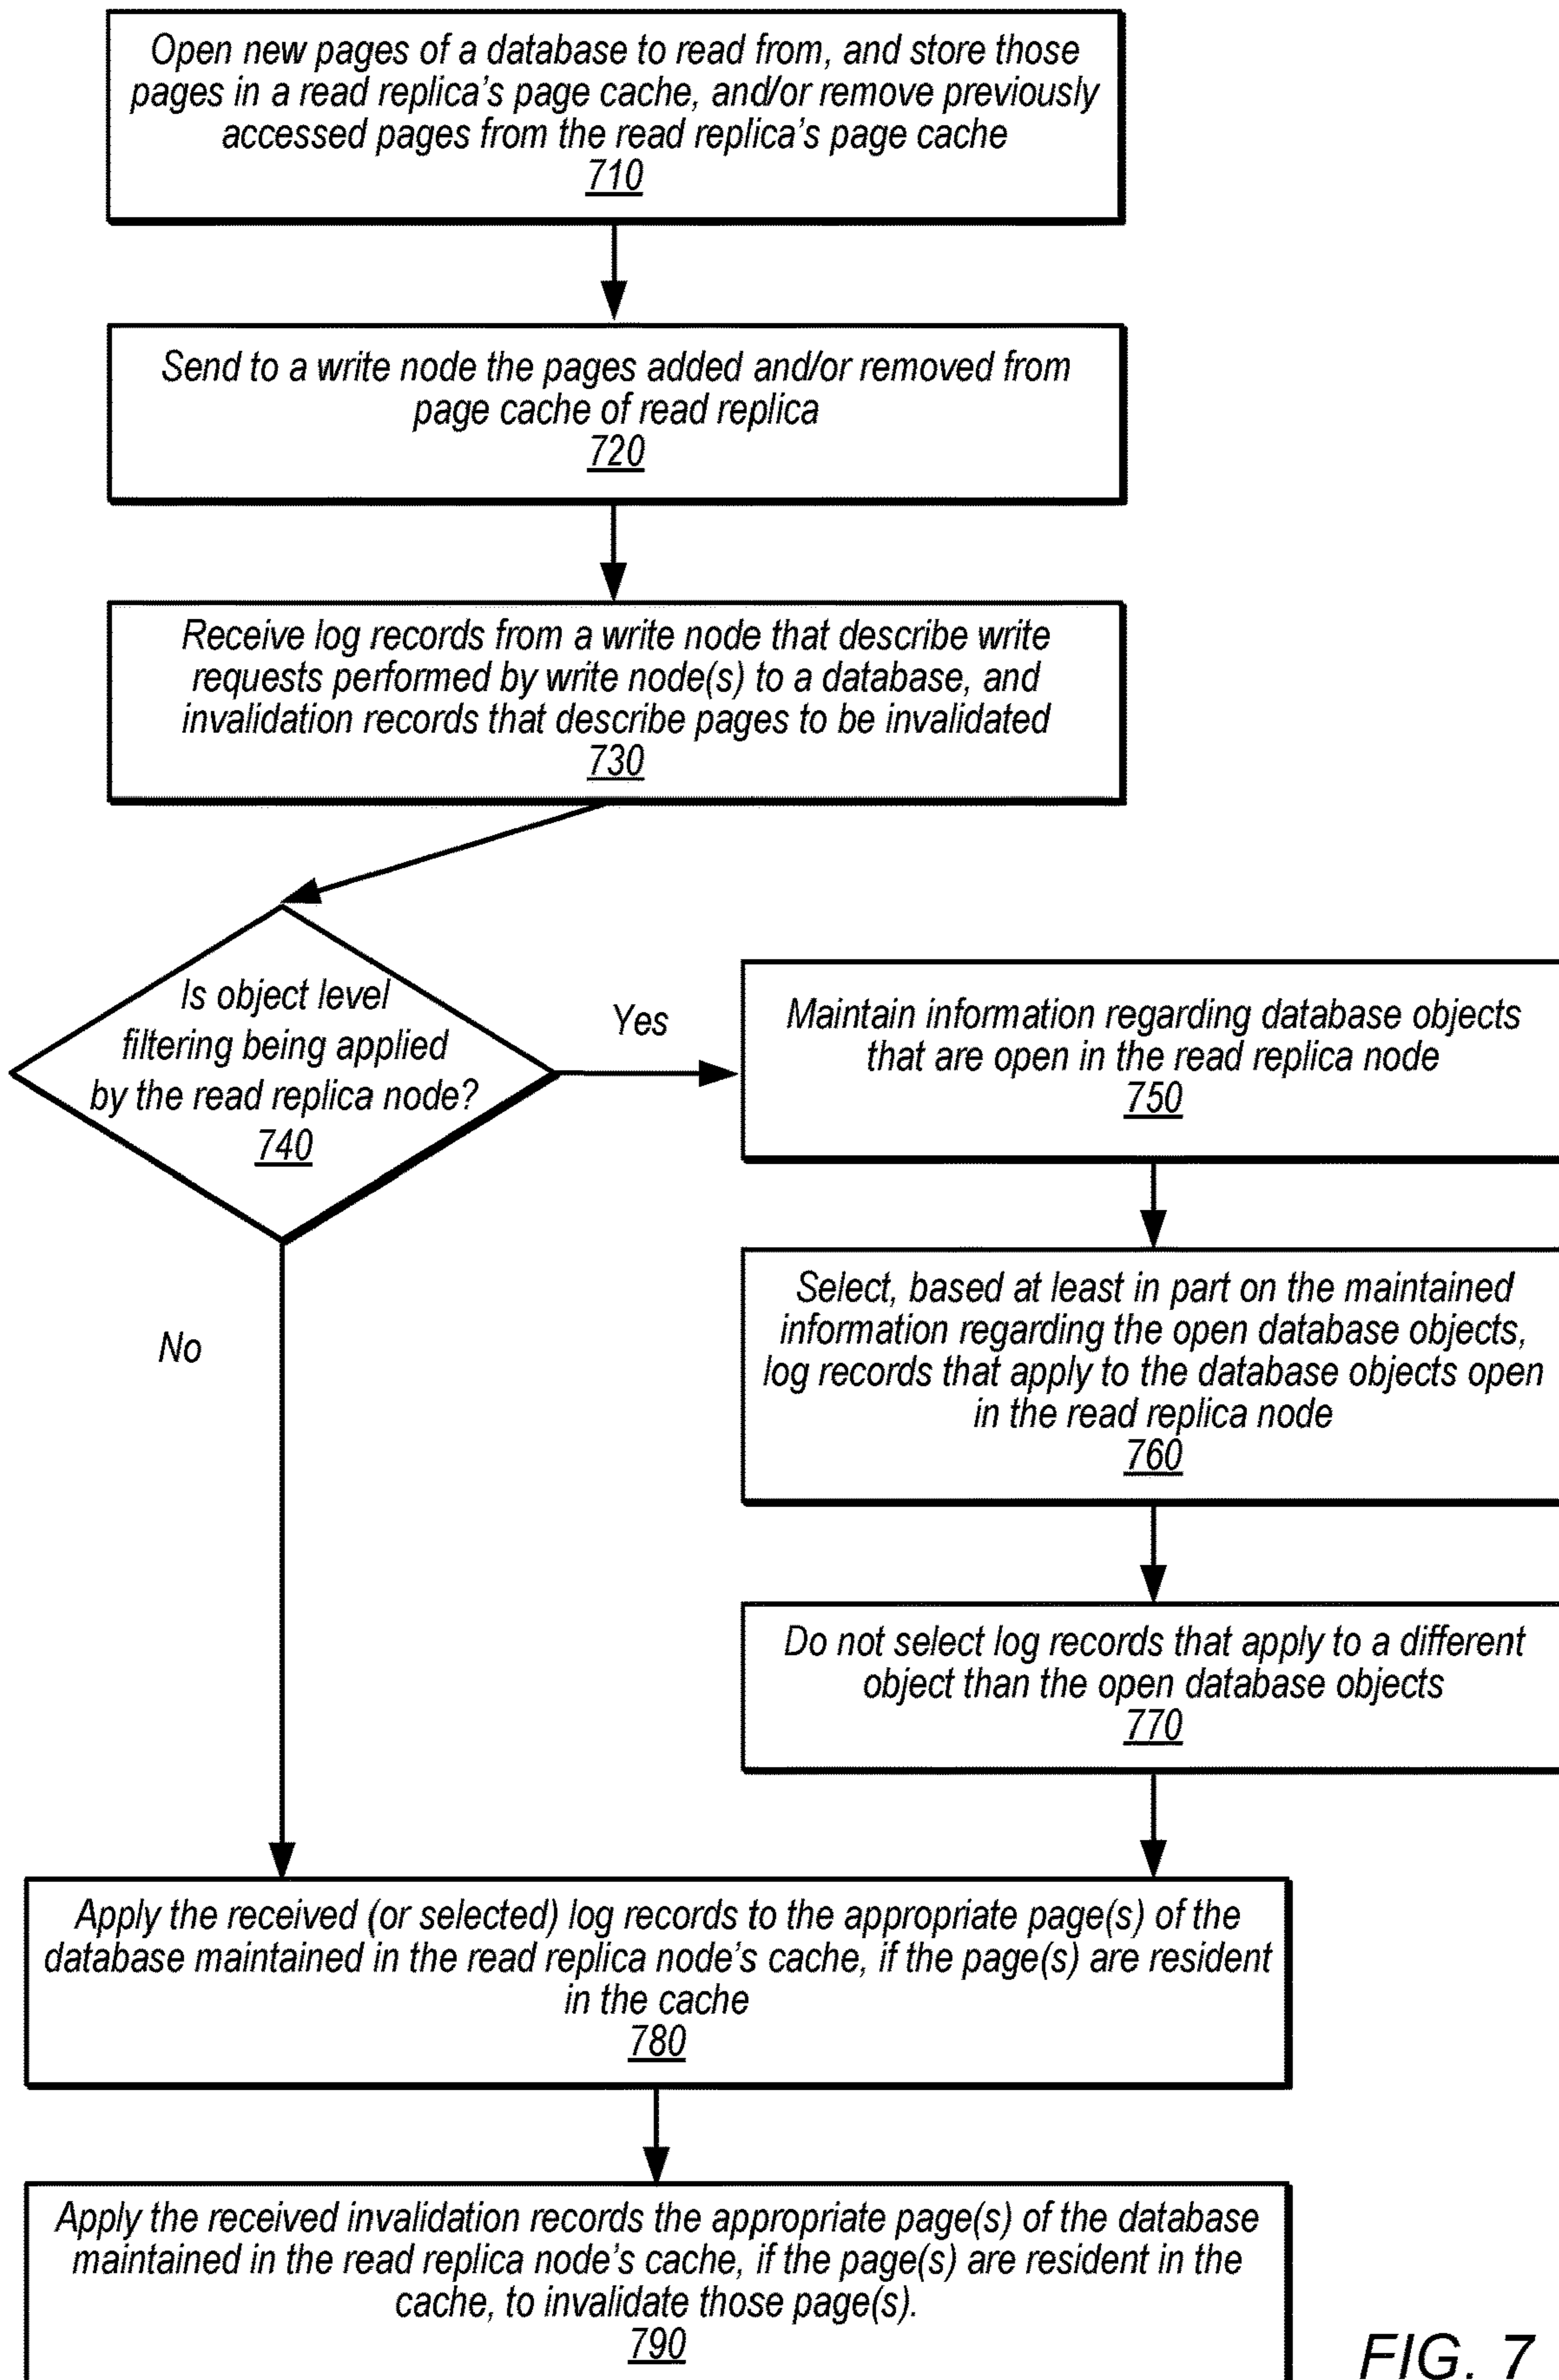 Open new pages of a database to read from, and store those
pages in a read replica's page cache, and/or remove previously
accessed pages from the read replica's page cache
710
Send to a write node the pages added and/or removed from
page cache of read replica
720
Receive log records from a write node that describe write
requests performed by write node(s) to a database, and
invalidation records that describe pages to be invalidated
730
Is object level
filtering being applied
by the read replica node?
740
Yes
Maintain information regarding database objects
that are open in the read replica node
750
Select, based at least in part on the maintained
information regarding the open database objects,
log records that apply to the database objects open
in the read replica node
760
No
Do not select log records that apply to a different
object than the open database objects
770
Apply the received (or selected) log records to the appropriate page(s) of the
database maintained in the read replica node's cache, if the page(s) are resident
in the cache
780
Apply the received invalidation records the appropriate page(s) of the database
maintained in the read replica node's cache, if the page(s) are resident in the
cache, to invalidate those page(s).
790
FIG. 7